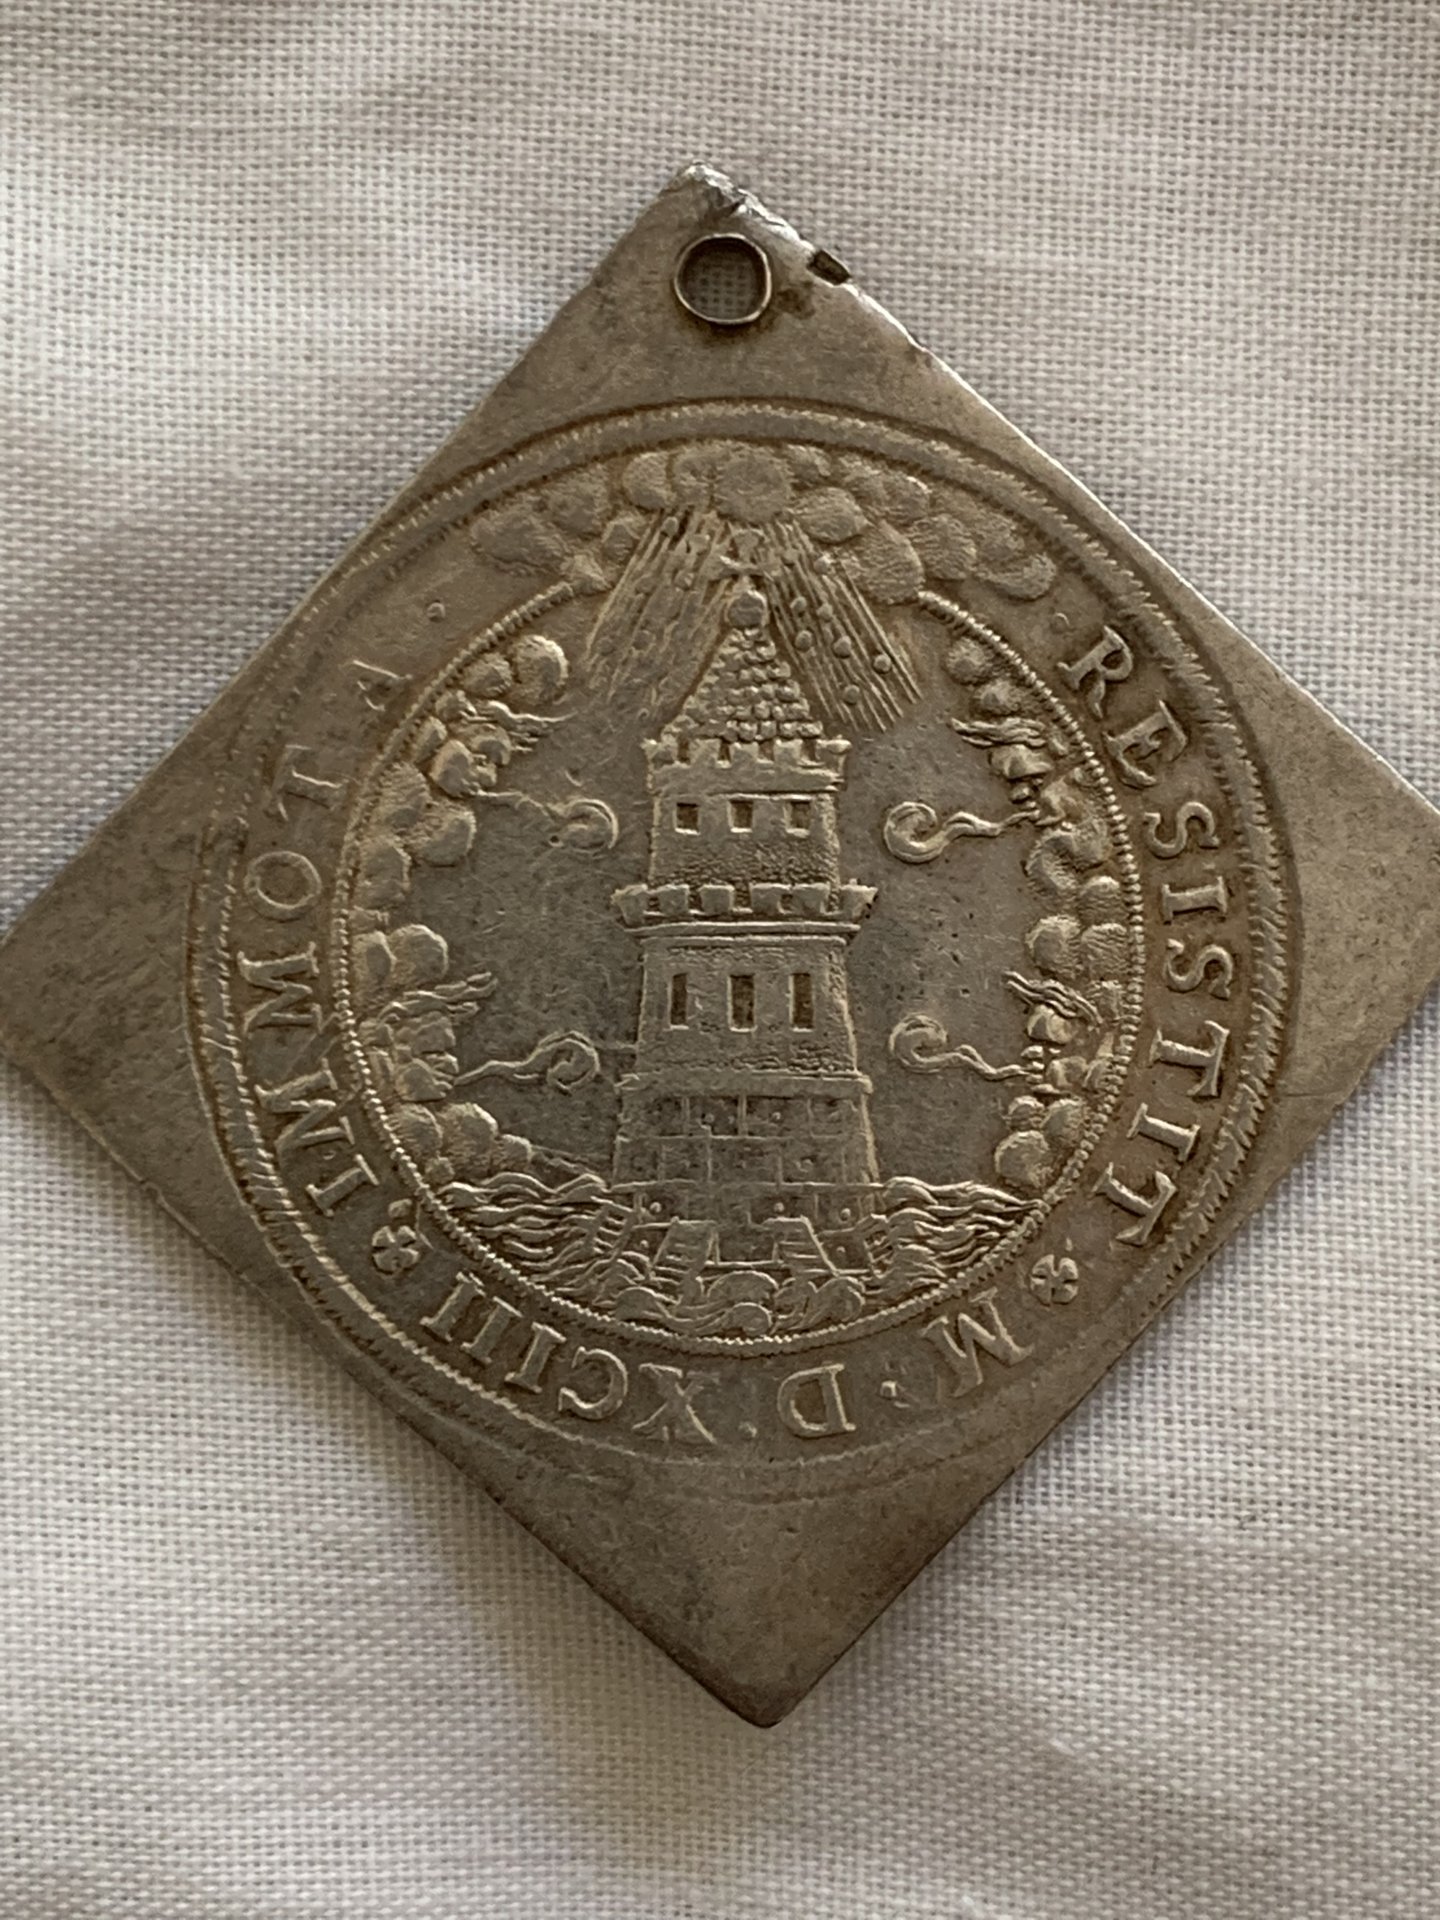 IMMOTA · RESISTIT
M · D · XCIII